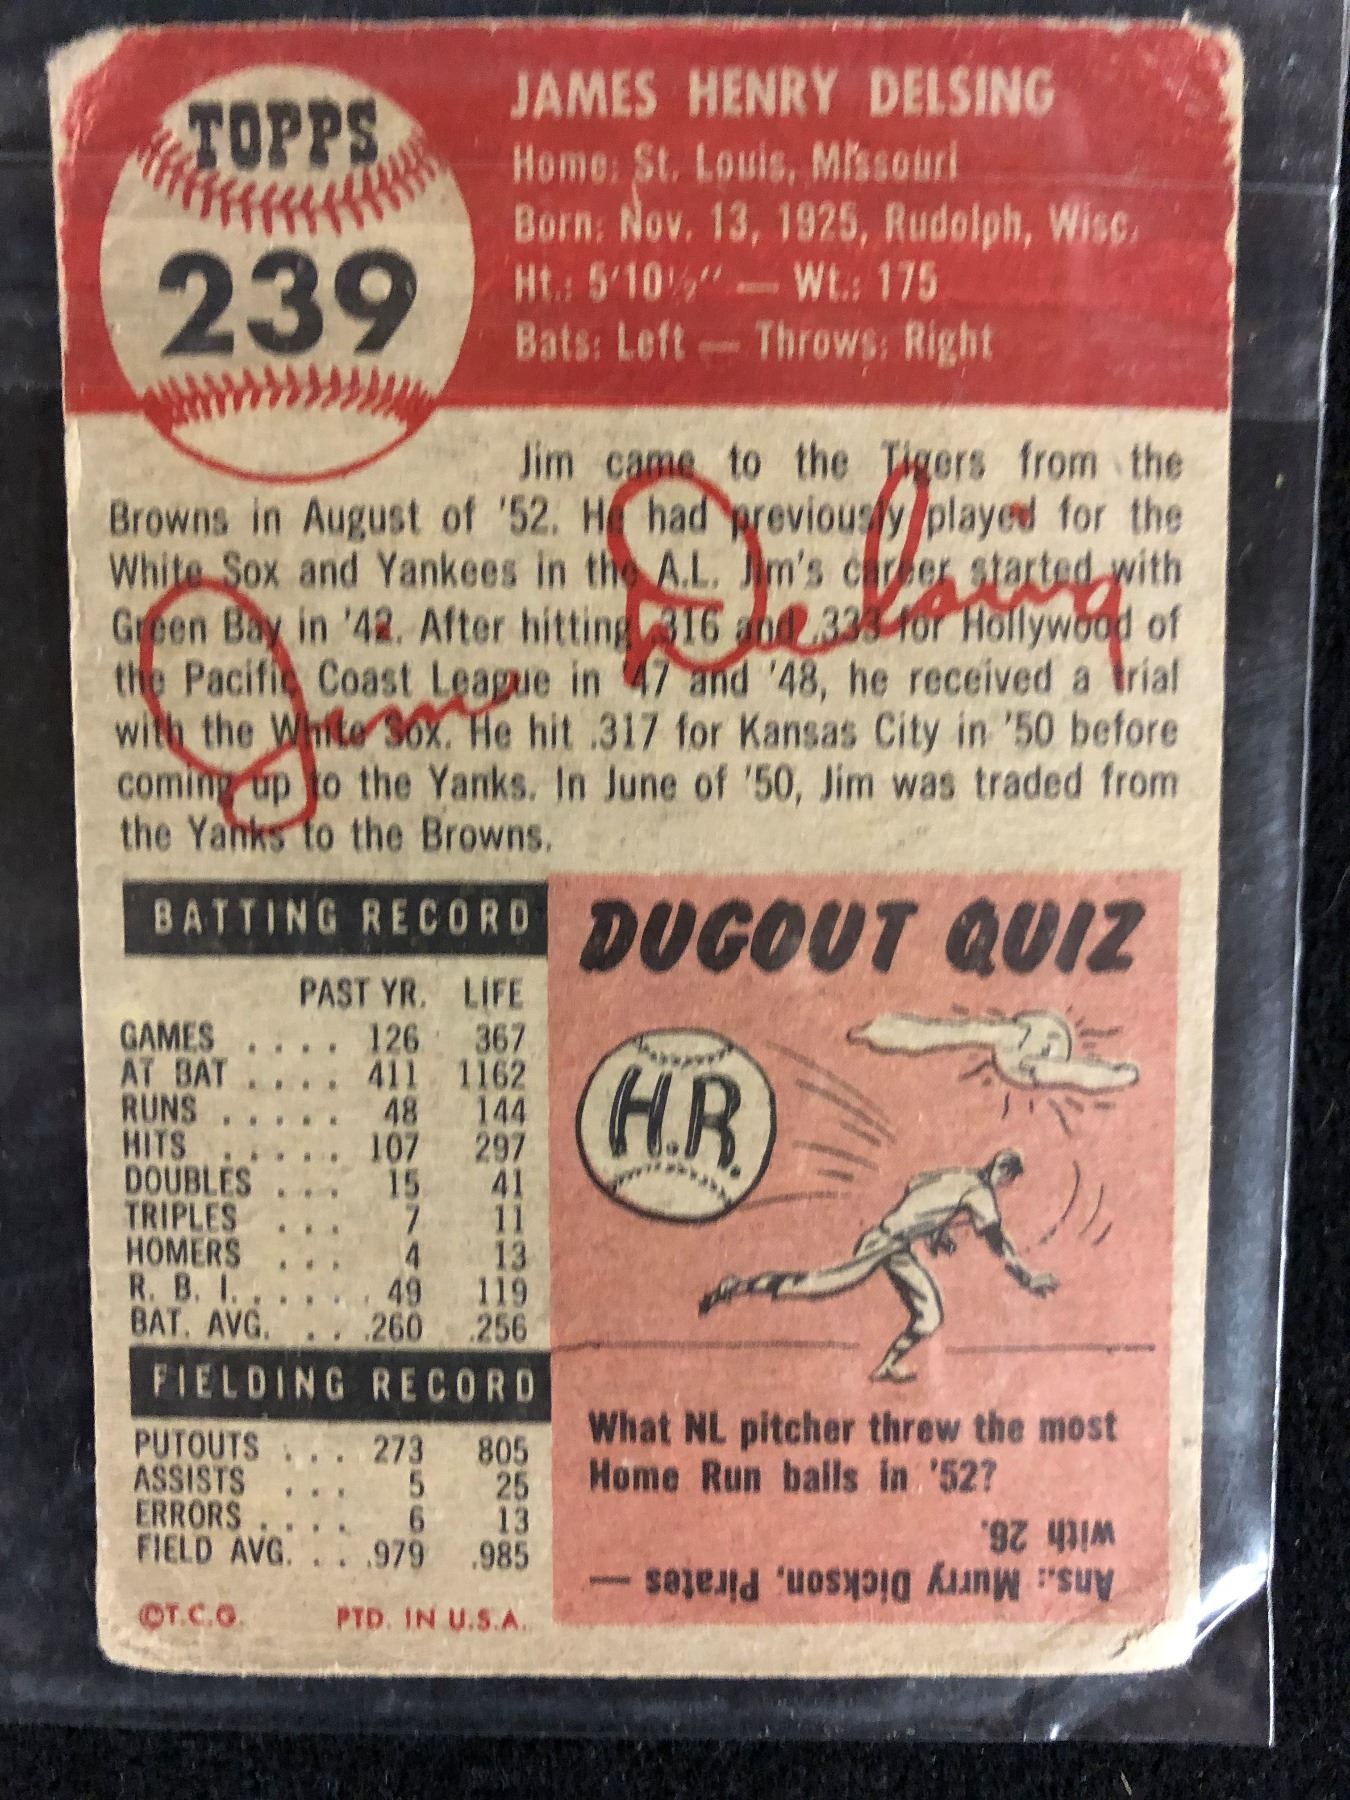 TOPPS
239
JAMES HENRY DELSING
Home: St. Louis, Missouri
Born: Nov. 13, 1925, Rudolph, Wisc.
Ht.: 5'10½" — Wt.: 175
Bats: Left — Throws: Right
Jim came to the Tigers from the
Browns in August of '52. He had previously played for the
White Sox and Yankees in the A.L. Jim's career started with
Green Bay in '42. After hitting .316 and .333 for Hollywood of
the Pacific Coast League in '47 and '48, he received a trial
with the White Sox. He hit .317 for Kansas City in '50 before
coming up to the Yanks. In June of '50, Jim was traded from
the Yanks to the Browns.
Jim Delsing
BATTING RECORD
PAST YR. LIFE
GAMES .... 126 367
AT BAT .... 411 1162
RUNS ..... 48 144
HITS ..... 107 297
DOUBLES ... 15 41
TRIPLES ... 7 11
HOMERS ... 4 13
R. B. I. ..... 49 119
BAT. AVG. ... .260 .256
FIELDING RECORD
PUTOUTS ... 273 805
ASSISTS ... 5 25
ERRORS .... 6 13
FIELD AVG. ... .979 .985
©T.C.G. PTD. IN U.S.A.
DUGOUT QUIZ
H.R.
What NL pitcher threw the most
Home Run balls in '52?
Ans.: Murry Dickson, Pirates —
with 26.